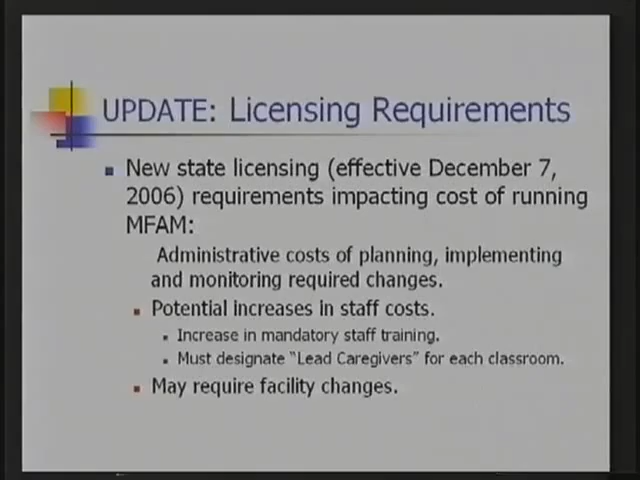 UPDATE: Licensing Requirements
New state licensing (effective December 7,
2006) requirements impacting cost of running
MFAM:
Administrative costs of planning, implementing
and monitoring required changes.
Potential increases in staff costs.
Increase in mandatory staff training.
Must designate “Lead Caregivers” for each classroom.
May require facility changes.